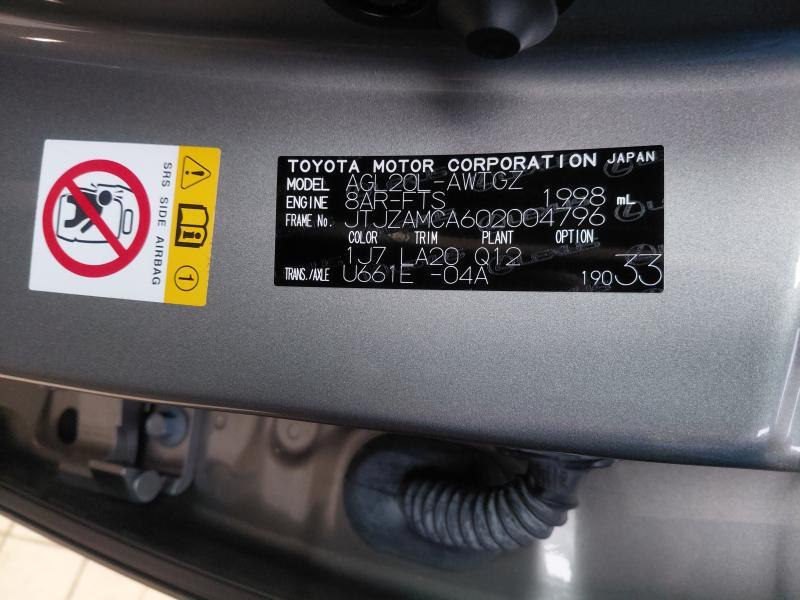 SRS SIDE AIRBAG
1
TOYOTA MOTOR CORPORATION JAPAN
MODEL AGL20L-AWTGZ
ENGINE 8AR-FTS 1998 mL
FRAME No. JTJZAMCA602004796
COLOR TRIM PLANT OPTION
1J7 LA20 Q12
TRANS./AXLE U661E -04A
19033